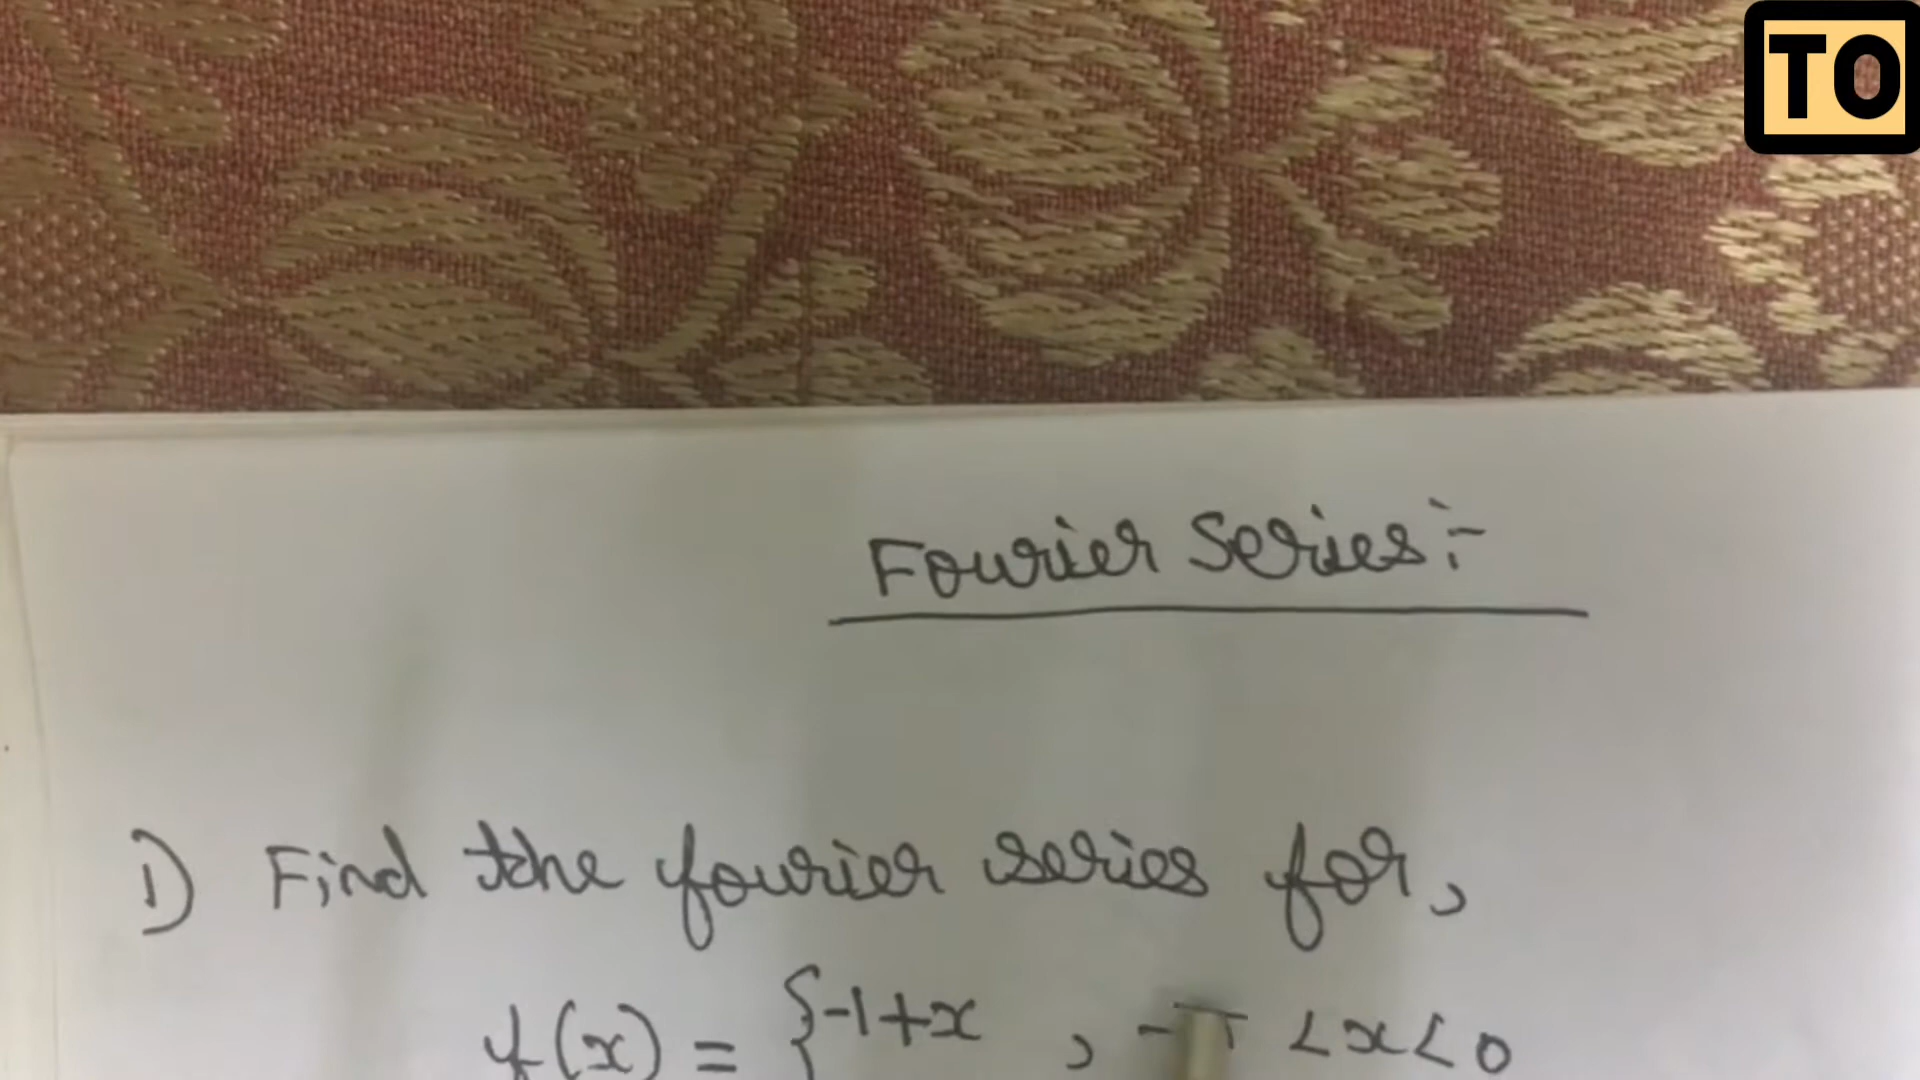 TO
Fourier Series:-
1) Find the fourier series for,
f(x) = { -1+x , -π < x < 0